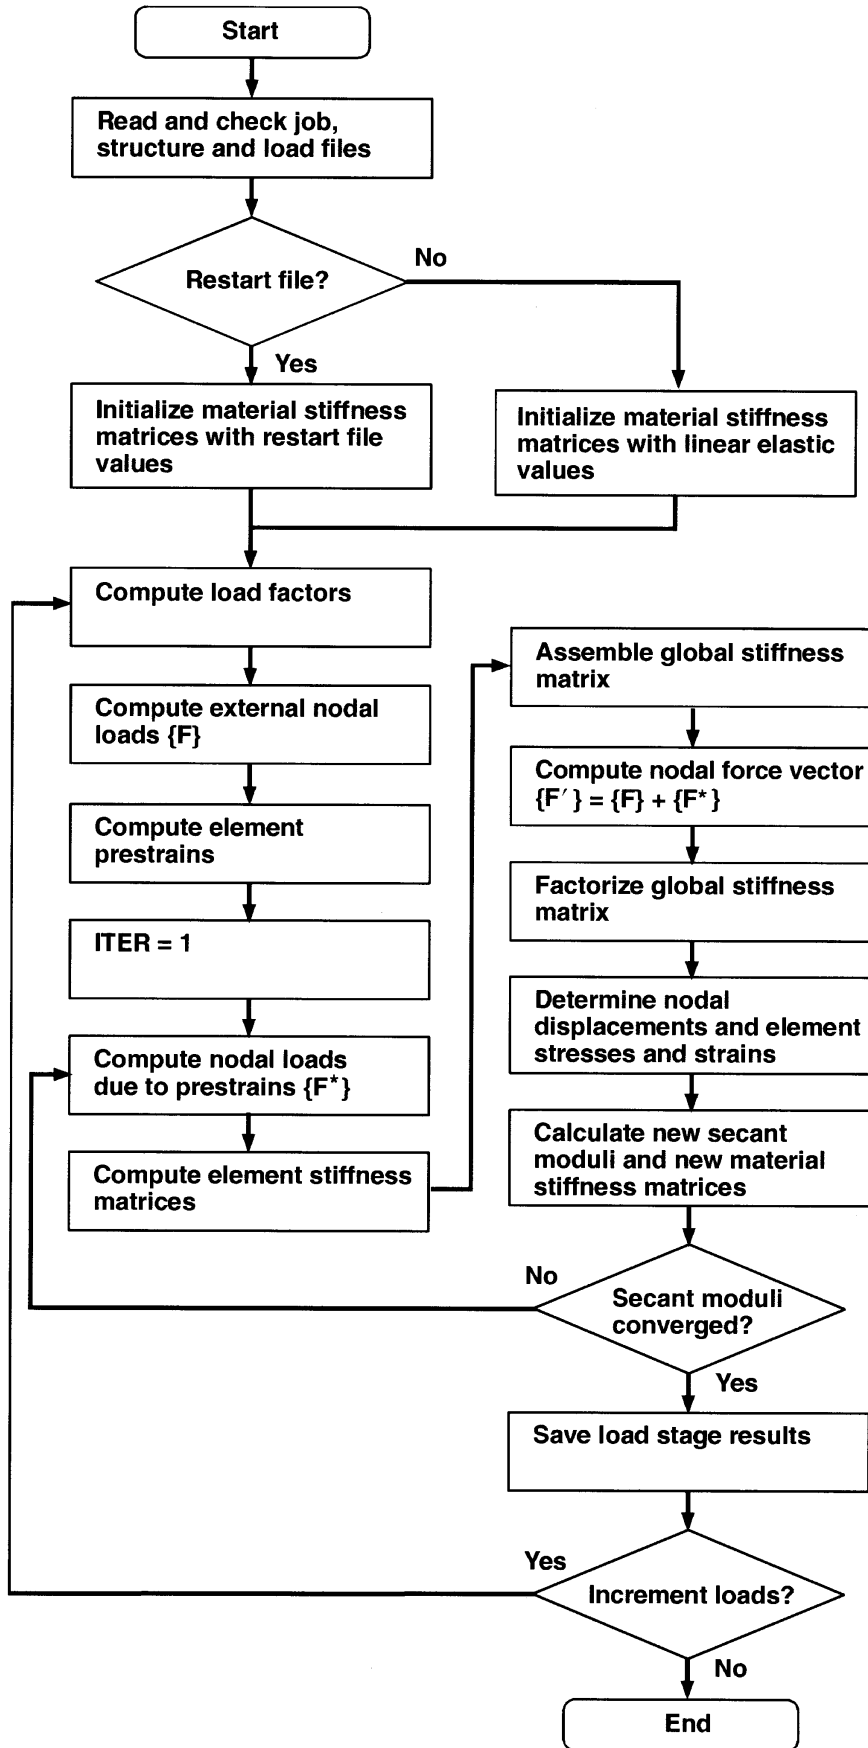 Start
Read and check job,
structure and load files
Restart file?
No
Yes
Initialize material stiffness
matrices with restart file
values
Initialize material stiffness
matrices with linear elastic
values
Compute load factors
Compute external nodal
loads {F}
Compute element
prestrains
ITER = 1
Compute nodal loads
due to prestrains {F*}
Compute element stiffness
matrices
Assemble global stiffness
matrix
Compute nodal force vector
{F′} = {F} + {F*}
Factorize global stiffness
matrix
Determine nodal
displacements and element
stresses and strains
Calculate new secant
moduli and new material
stiffness matrices
No
Secant moduli
converged?
Yes
Save load stage results
Yes
Increment loads?
No
End